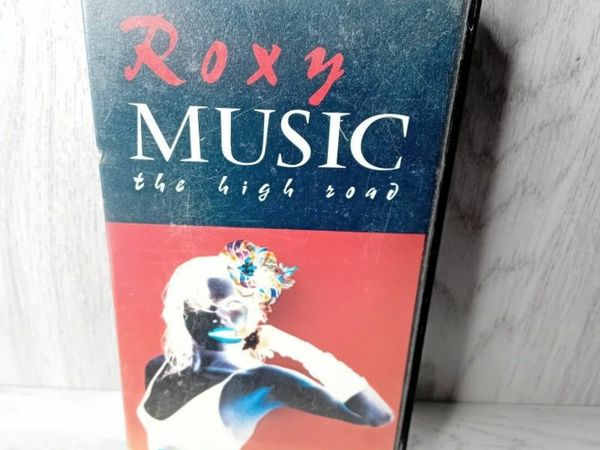 Roxy
MUSIC
the high road